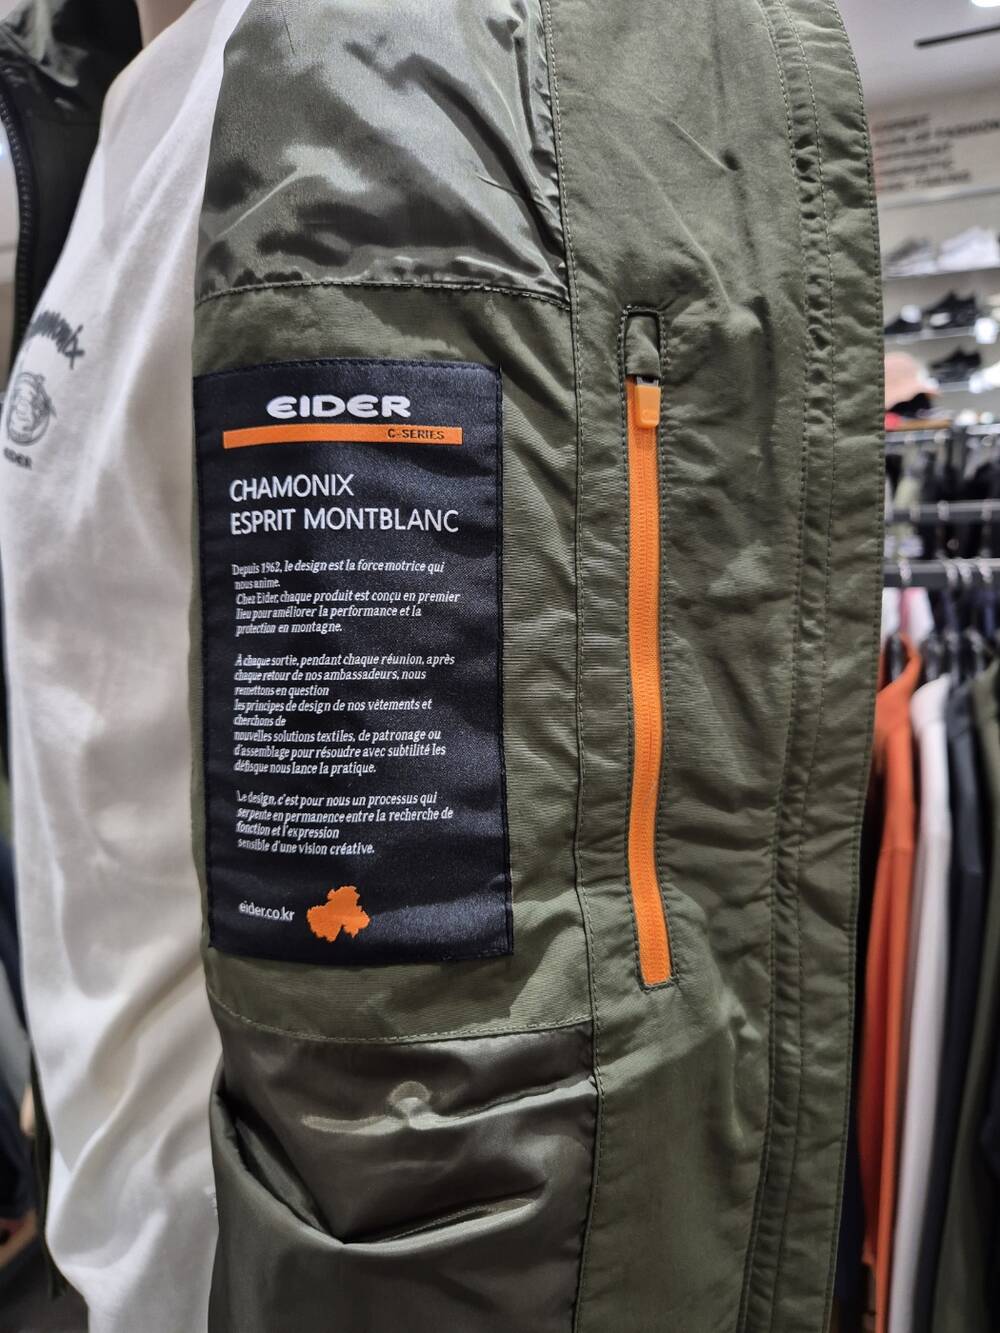 EIDER
C-SERIES
CHAMONIX
ESPRIT MONTBLANC
Depuis 1962, le design est la force motrice qui
nous anime.
Chez Eider, chaque produit est conçu en premier
lieu pour améliorer la performance et la
protection en montagne.
A chaque sortie, pendant chaque réunion, après
chaque retour de nos ambassadeurs, nous
remettons en question
les principes de design de nos vêtements et
cherchons de
nouvelles solutions textiles, de patronage ou
d'assemblage pour résoudre avec subtilité les
défisque nous lance la pratique.
Le design, c'est pour nous un processus qui
serpente en permanence entre la recherche de
fonction et l'expression
sensible d'une vision créative.
eider.co.kr